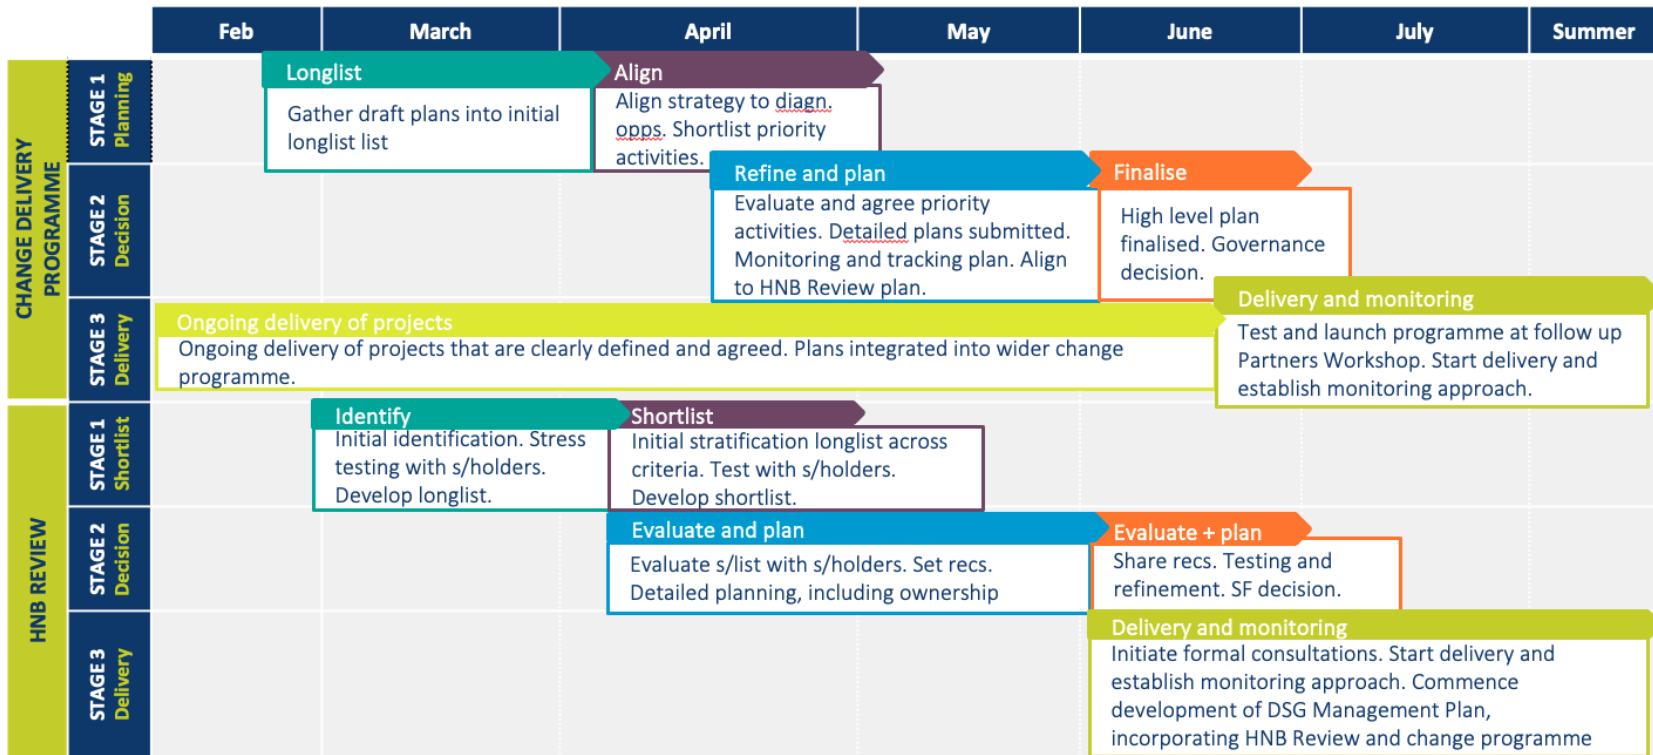 Feb March April May June July Summer
CHANGE DELIVERY
PROGRAMME
STAGE 1
Planning
Longlist
Gather draft plans into initial
longlist list
Align
Align strategy to diagn.
opps. Shortlist priority
activities.
STAGE 2
Decision
Refine and plan
Evaluate and agree priority
activities. Detailed plans submitted.
Monitoring and tracking plan. Align
to HNB Review plan.
Finalise
High level plan
finalised. Governance
decision.
STAGE 3
Delivery
Ongoing delivery of projects
Ongoing delivery of projects that are clearly defined and agreed. Plans integrated into wider change
programme.
Delivery and monitoring
Test and launch programme at follow up
Partners Workshop. Start delivery and
establish monitoring approach.
HNB REVIEW
STAGE 1
Shortlist
Identify
Initial identification. Stress
testing with s/holders.
Develop longlist.
Shortlist
Initial stratification longlist across
criteria. Test with s/holders.
Develop shortlist.
STAGE 2
Decision
Evaluate and plan
Evaluate s/list with s/holders. Set recs.
Detailed planning, including ownership
Evaluate + plan
Share recs. Testing and
refinement. SF decision.
STAGE 3
Delivery
Delivery and monitoring
Initiate formal consultations. Start delivery and
establish monitoring approach. Commence
development of DSG Management Plan,
incorporating HNB Review and change programme